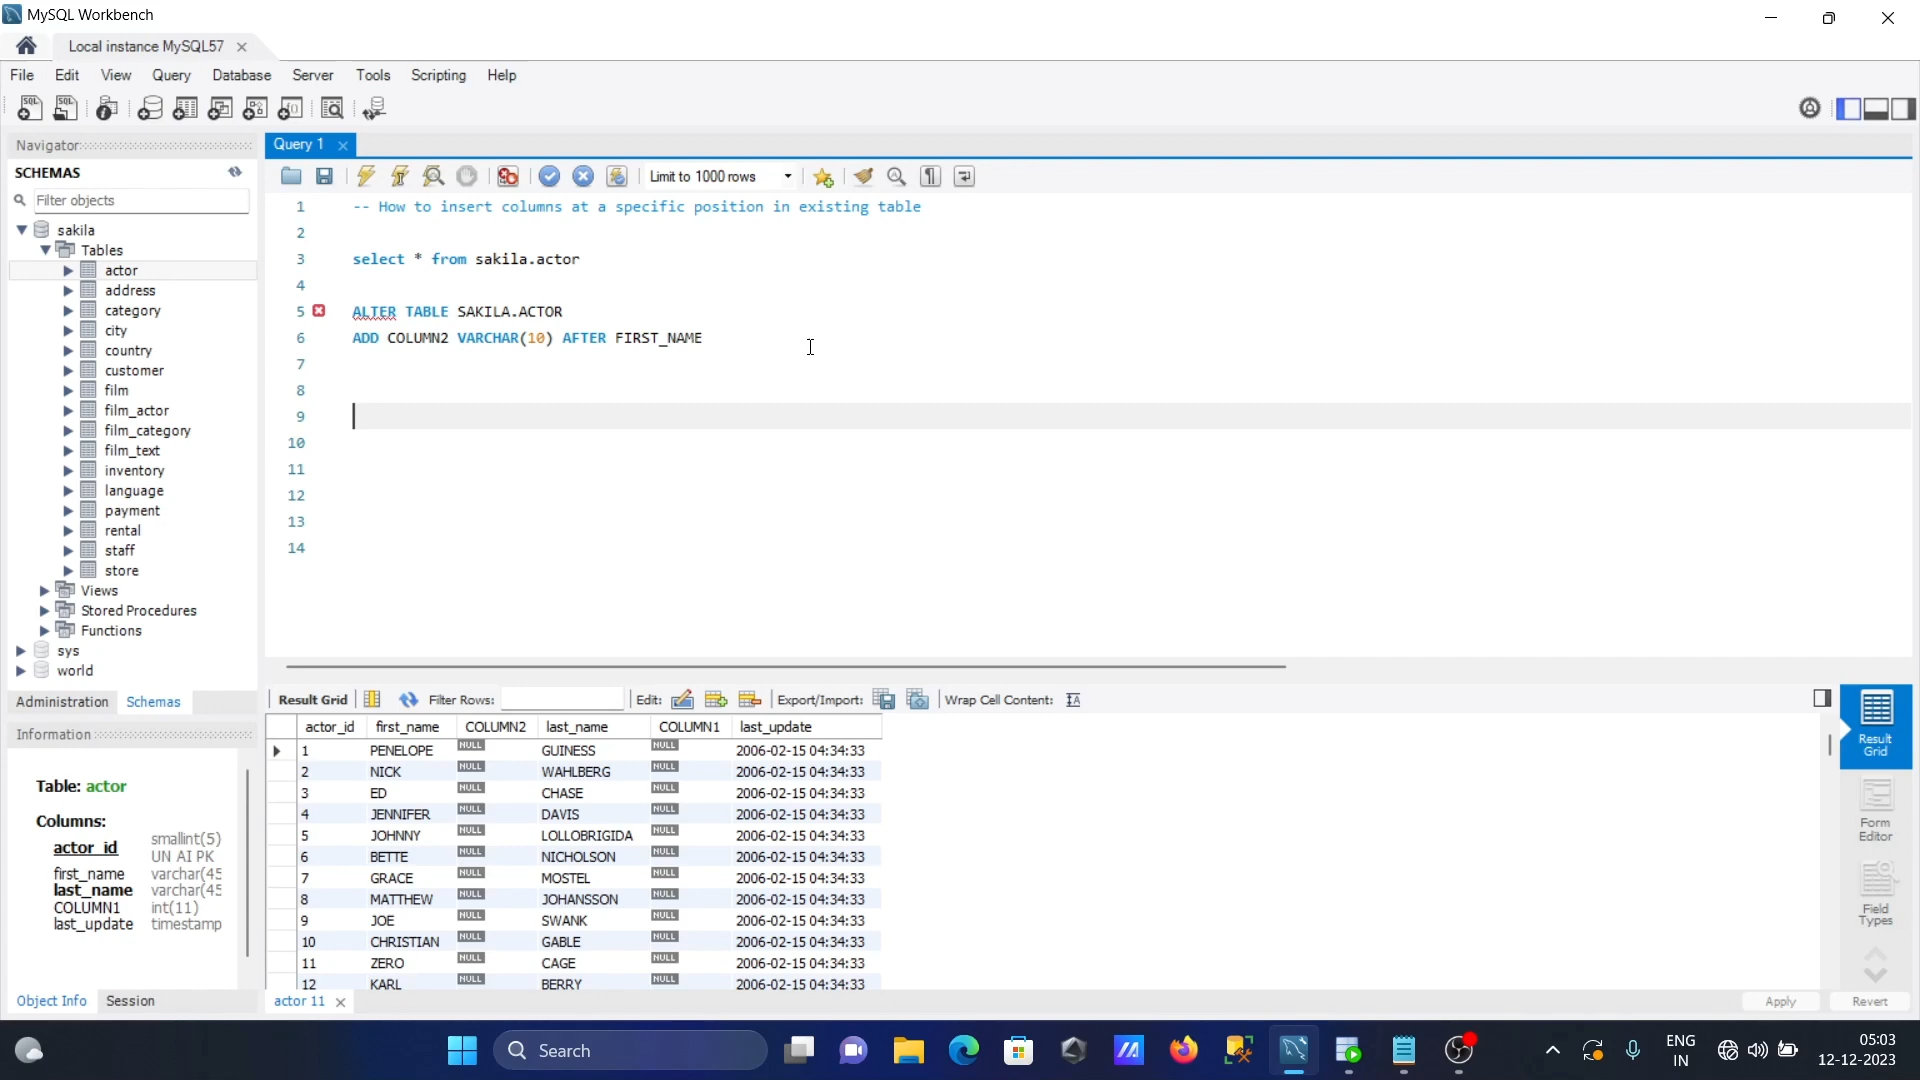 MySQL Workbench
Local instance MySQL57
File Edit View Query Database Server Tools Scripting Help
Navigator
Query 1
SCHEMAS
Limit to 1000 rows
Filter objects
sakila
Tables
actor
address
category
city
country
customer
film
film_actor
film_category
film_text
inventory
language
payment
rental
staff
store
Views
Stored Procedures
Functions
sys
world
Administration Schemas
Information
Table: actor
Columns:
actor_id smallint(5) UN AI PK
first_name varchar(45
last_name varchar(45
COLUMN1 int(11)
last_update timestamp
Object Info Session
1 -- How to insert columns at a specific position in existing table
2
3 select * from sakila.actor
4
5 ALTER TABLE SAKILA.ACTOR
6 ADD COLUMN2 VARCHAR(10) AFTER FIRST_NAME
7
8
9
10
11
12
13
14
Result Grid Filter Rows: Edit: Export/Import: Wrap Cell Content:
actor_id first_name COLUMN2 last_name COLUMN1 last_update
1 PENELOPE NULL GUINESS NULL 2006-02-15 04:34:33
2 NICK NULL WAHLBERG NULL 2006-02-15 04:34:33
3 ED NULL CHASE NULL 2006-02-15 04:34:33
4 JENNIFER NULL DAVIS NULL 2006-02-15 04:34:33
5 JOHNNY NULL LOLLOBRIGIDA NULL 2006-02-15 04:34:33
6 BETTE NULL NICHOLSON NULL 2006-02-15 04:34:33
7 GRACE NULL MOSTEL NULL 2006-02-15 04:34:33
8 MATTHEW NULL JOHANSSON NULL 2006-02-15 04:34:33
9 JOE NULL SWANK NULL 2006-02-15 04:34:33
10 CHRISTIAN NULL GABLE NULL 2006-02-15 04:34:33
11 ZERO NULL CAGE NULL 2006-02-15 04:34:33
12 KARL NULL BERRY NULL 2006-02-15 04:34:33
Result Grid
Form Editor
Field Types
actor 11
Apply Revert
Search
ENG
IN
05:03
12-12-2023